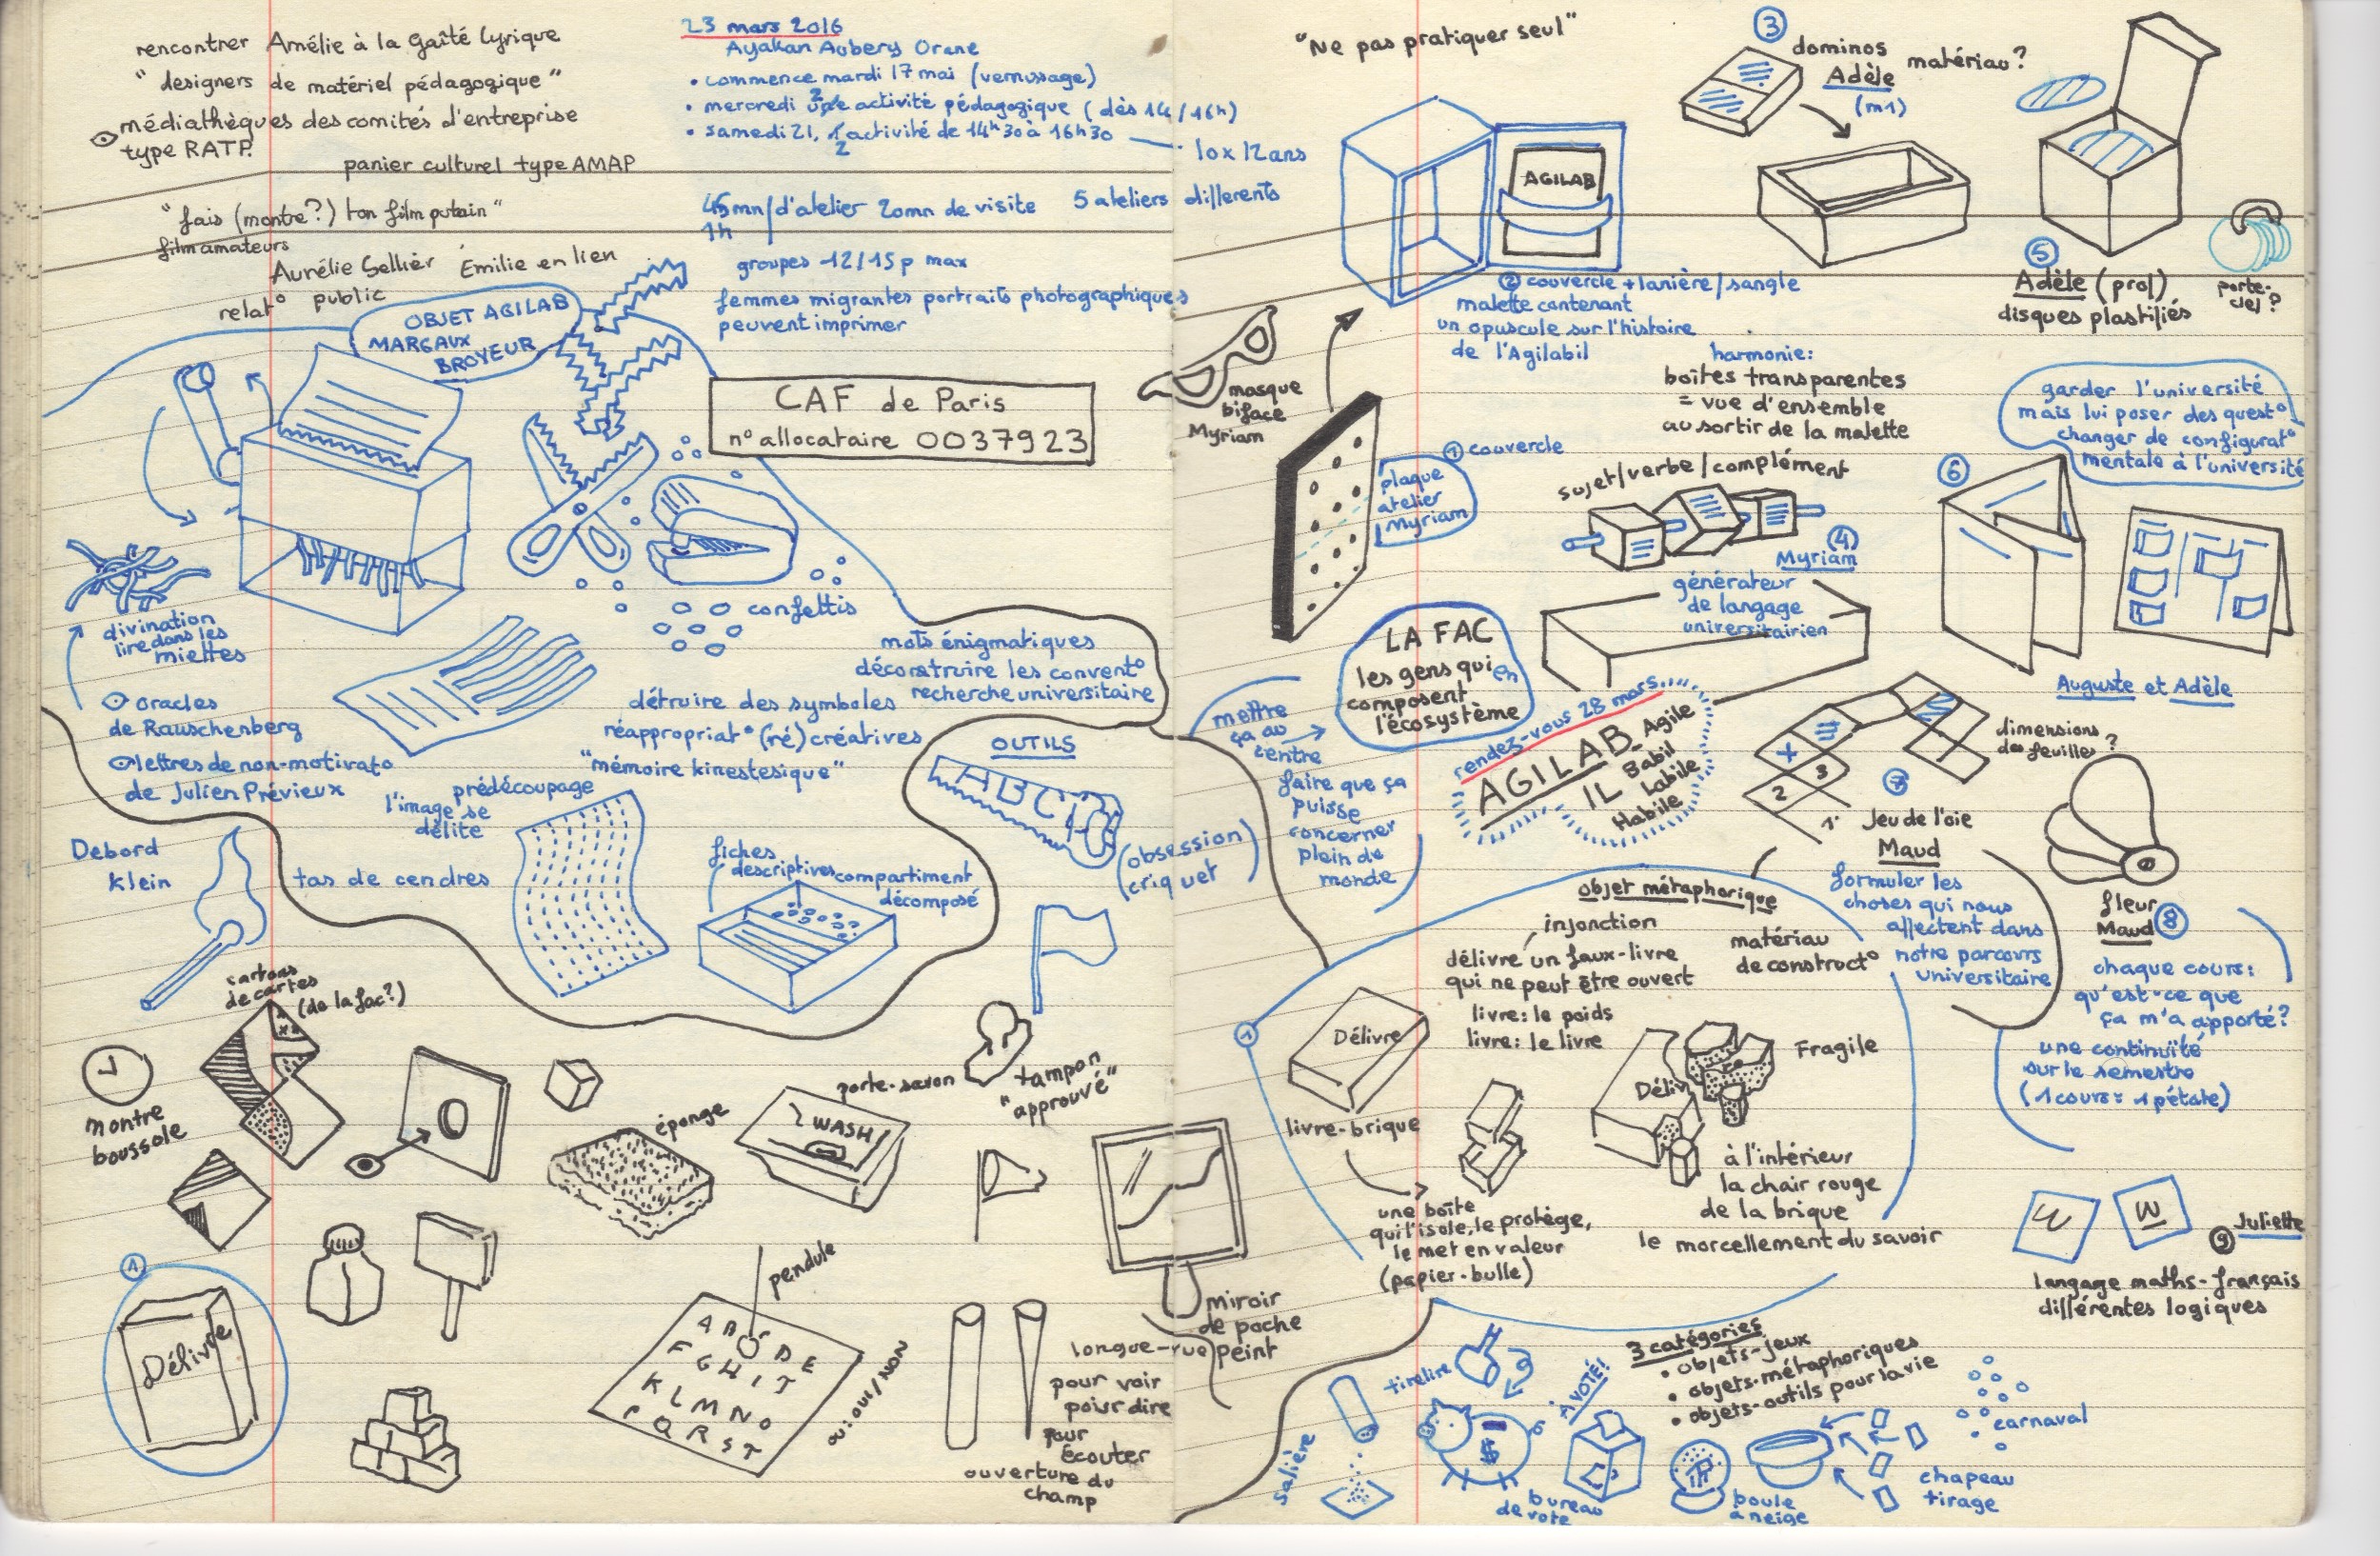 rencontrer Amélie à la Gaîté Lyrique
"designers de matériel pédagogique"
médiathèques des comités d'entreprise
type RATP.
panier culturel type AMAP
"fais (montre?) ton film putain"
film amateurs
Aurélie Sellier Emilie en lien
relat° public
23 mars 2016
Ayakan Aubery Orane
• commence mardi 17 mai (vernissage)
• mercredi 2 activité pédagogique (dès 14/16h)
• samedi 21, activité de 14h30 à 16h30
2
10 x 12 ans
45mn/d'atelier 20mn de visite 5 ateliers differents
1h
groupes 12/15 p max
femmes migrantes portraits photographiques
peuvent imprimer
OBJET AGILAB
MARGAUX
BROYEUR
CAF de Paris
n° allocataire 0037923
confettis
divination
lire dans les
miettes
oracles
de Rauschenberg
lettres de non-motivat°
de Julien Prévieux
mots énigmatiques
déconstruire les convent°
recherche universitaire
détruire des symboles
réappropriat° (ré)créatives
"mémoire kinestesique"
prédécoupage
l'image se
délite
OUTILS
ABCD
(obsession
criquet)
Debord
Klein
tas de cendres
fiches
descriptives
compartiment
décomposé
cartons
de cartes
(de la fac?)
montre
boussole
éponge
porte-savon
WASH
tampon
"approuvé"
1
Délivre
pendule
A B C D E
F G H I J
K L M N O
P Q R S T
oui oui / NON
miroir
de poche
peint
longue-vue
pour voir
pour dire
pour
écouter
ouverture du
champ
"Ne pas pratiquer seul"
3
dominos
Adèle
(m1)
matériau?
AGILAB
2 couvercle + lanière/sangle
malette contenant
un opuscule sur l'histoire
de l'Agilabil
5
Adèle (prof)
disques plastifiés
porte-
clef?
masque
biface
Myriam
1 couvercle
plaque
atelier
Myriam
harmonie:
boîtes transparentes
= vue d'ensemble
au sortir de la malette
sujet/verbe/complément
4
Myriam
générateur
de langage
universitairien
garder l'université
mais lui poser des quest°
changer de configurat°
mentale à l'université
6
Auguste et Adèle
LA FAC
les gens qui en
composent
l'écosystème
mettre
ça au
centre
faire que ça
puisse
concerner
plein de
monde
rendez-vous 28 mars
AGILAB Agile
IL Babil
Labile
Habile
3
2
1
7
Jeu de l'oie
Maud
dimensions
des feuilles?
formuler les
choses qui nous
affectent dans
notre parcours
universitaire
fleur
Maud 8
chaque cours:
qu'est-ce que
ça m'a apporté?
une continuité
sur le semestre
(1 cours = 1 pétale)
objet métaphorique
injonction
délivre un faux-livre
qui ne peut être ouvert
livre: le poids
livre: le livre
matériau
de construct°
1
Délivre
livre-brique
une boîte
qui l'isole, le protège,
le met en valeur
(papier-bulle)
Déliv
Fragile
à l'intérieur
la chair rouge
de la brique
le morcellement du savoir
W W
9 Juliette
langage maths-français
différentes logiques
3 catégories
• objets-jeux
• objets-métaphoriques
• objets-outils pour la vie
salière
tirelire
$
A VOTÉ!
bureau
de vote
boule
à neige
carnaval
chapeau
tirage